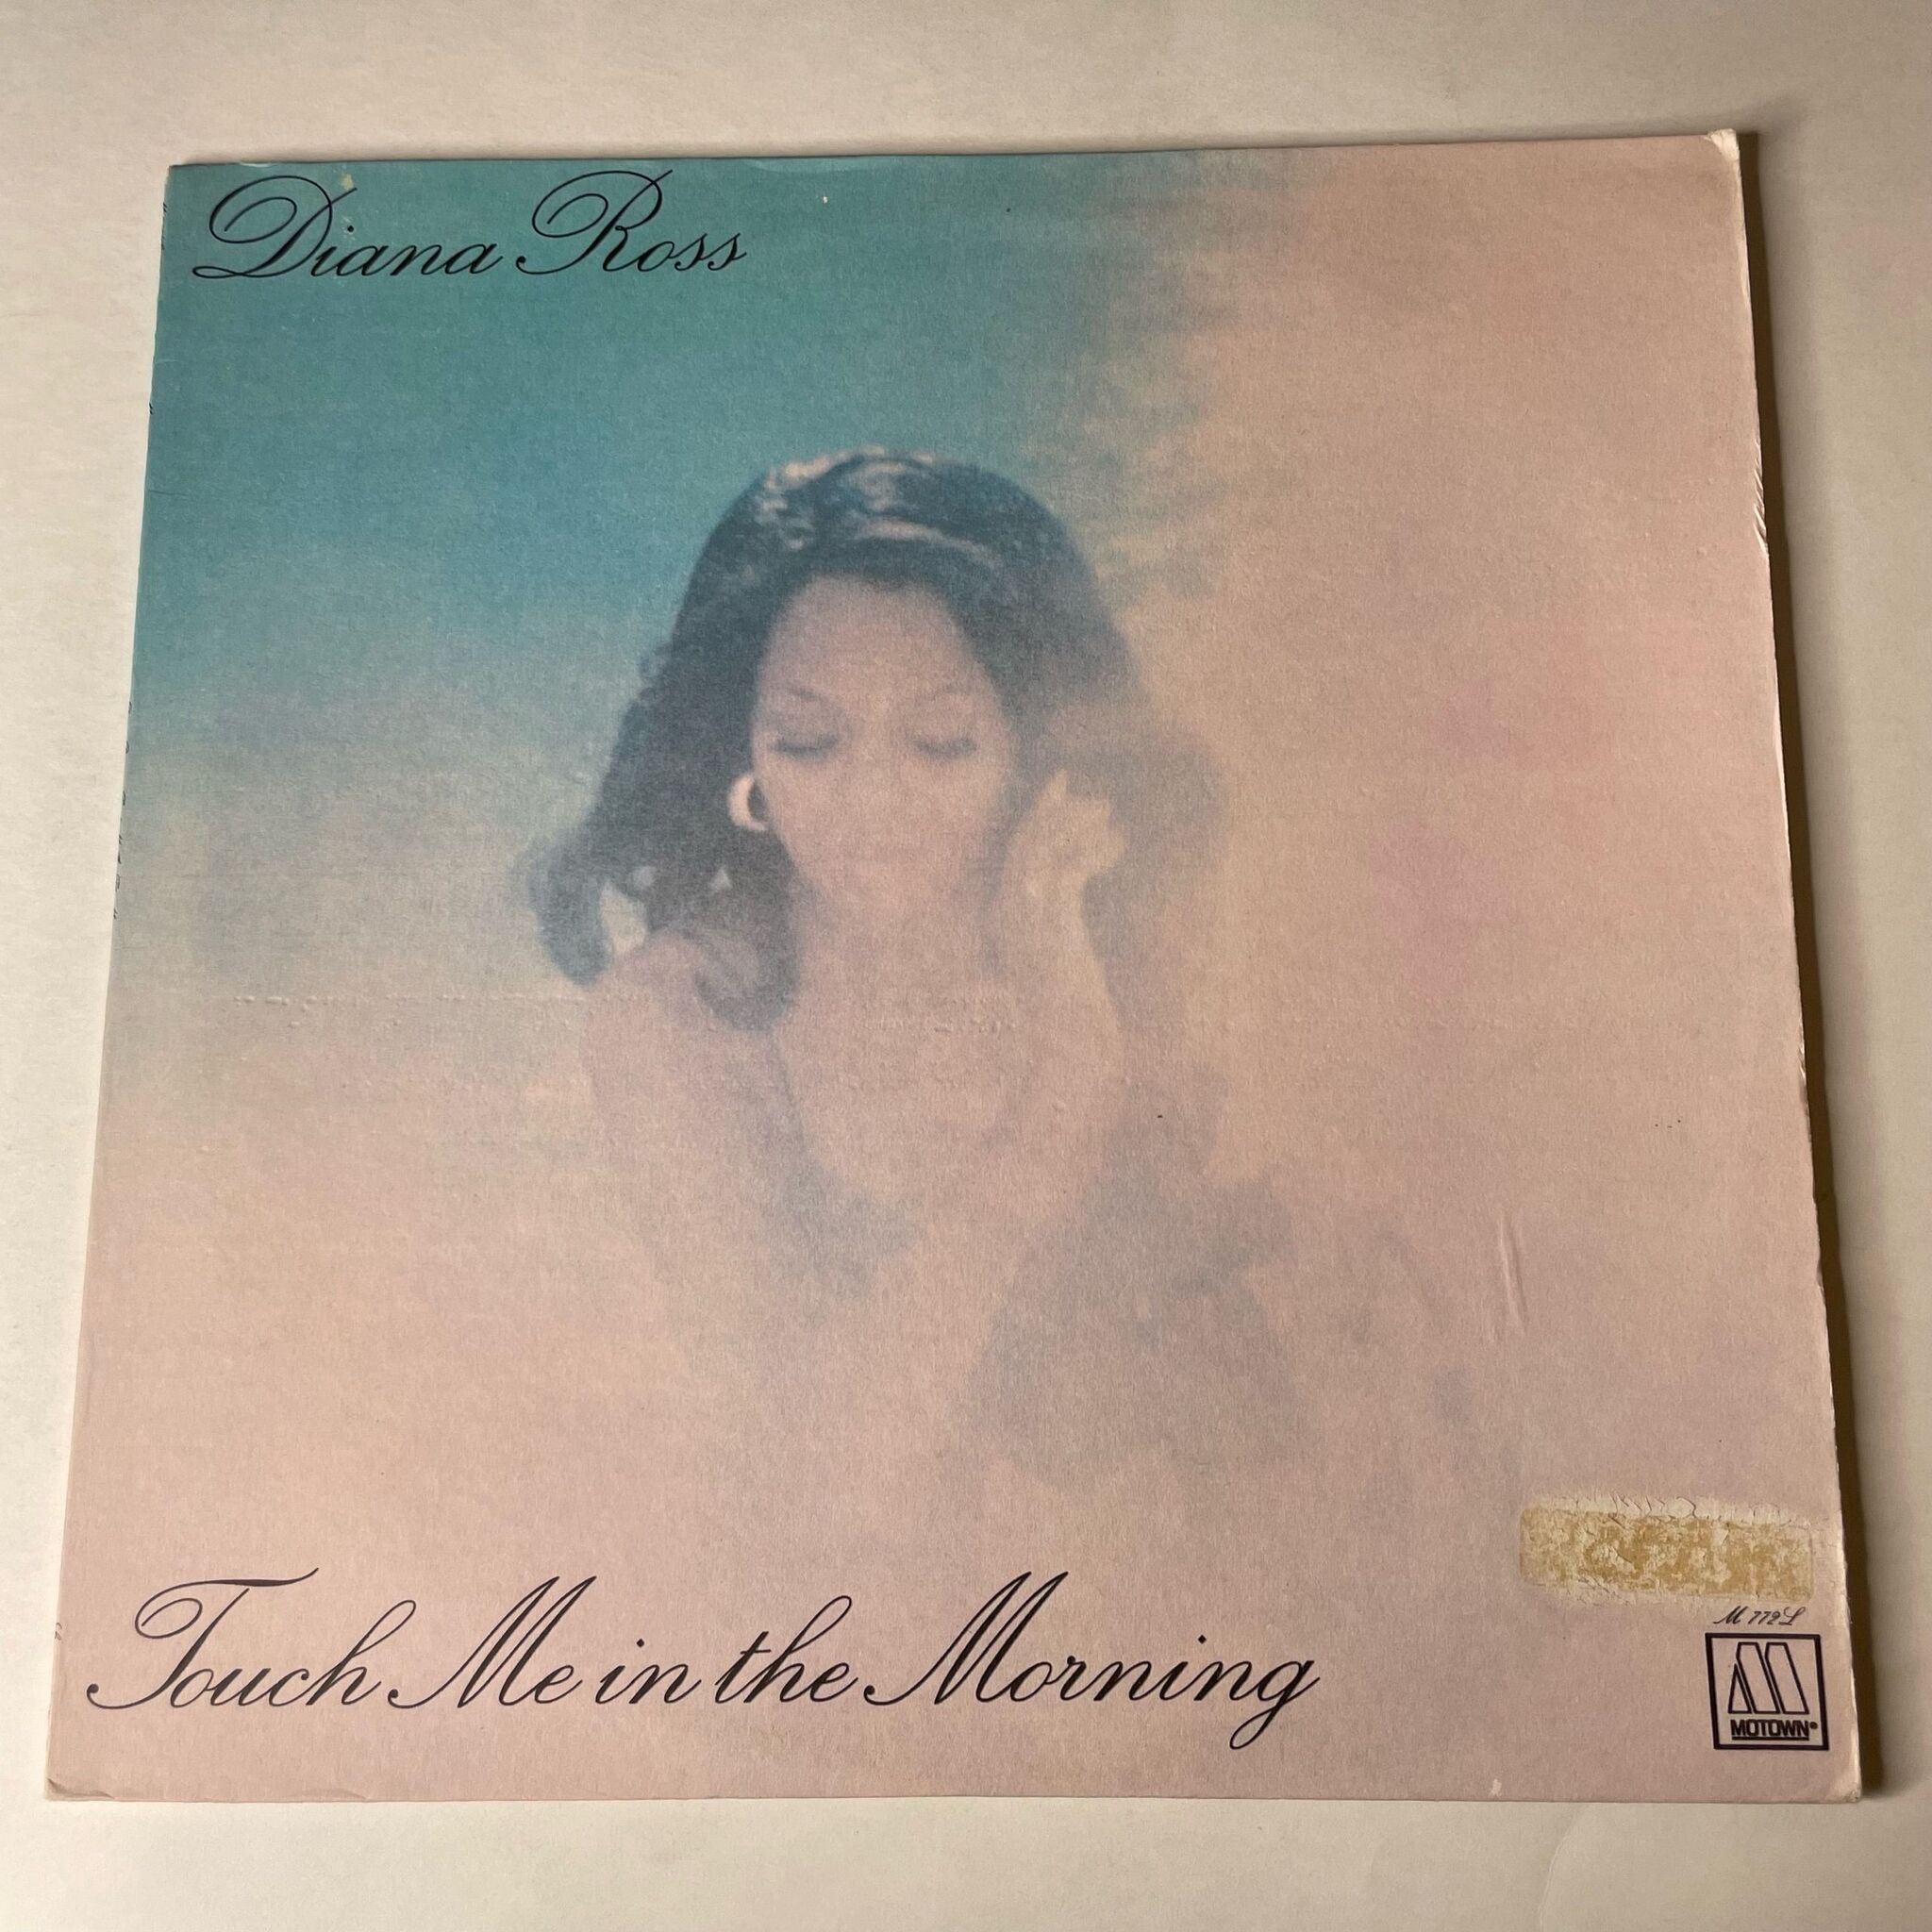 Diana Ross
Touch Me in the Morning
M 772L
MOTOWN®